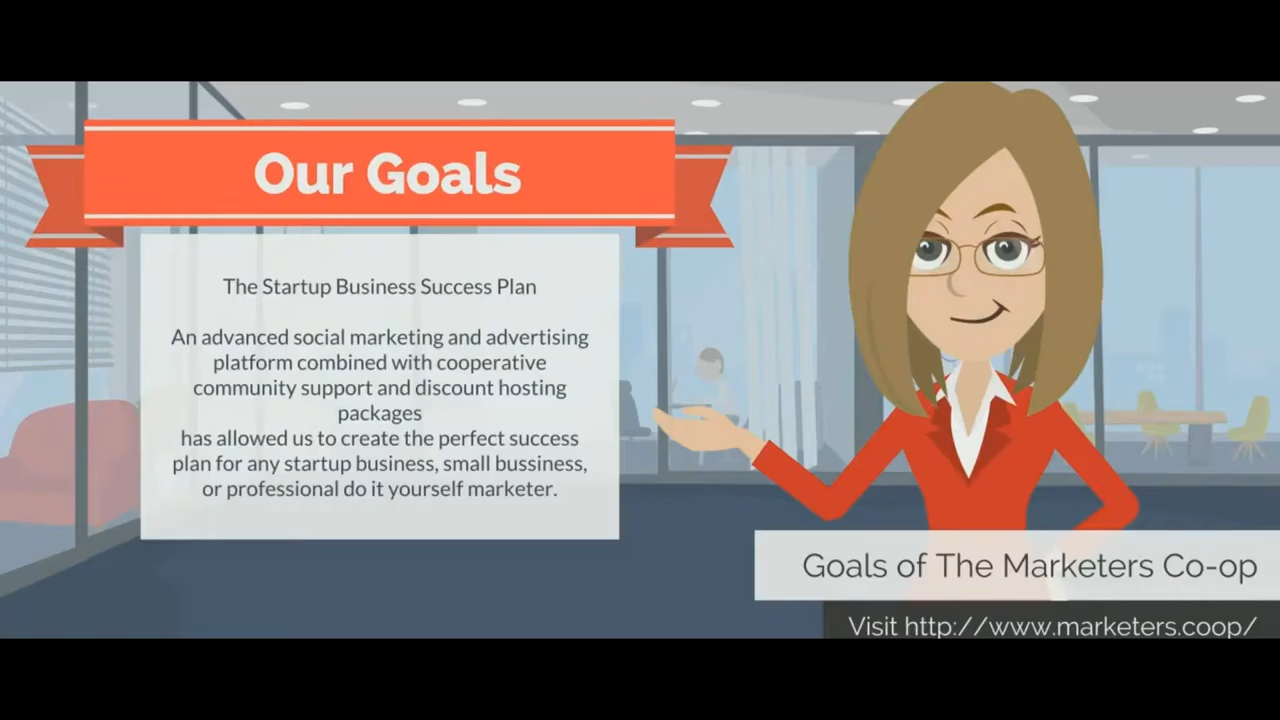 Our Goals
The Startup Business Success Plan
An advanced social marketing and advertising
platform combined with cooperative
community support and discount hosting
packages
has allowed us to create the perfect success
plan for any startup business, small bussiness,
or professional do it yourself marketer.
Goals of The Marketers Co-op
Visit http://www.marketers.coop/